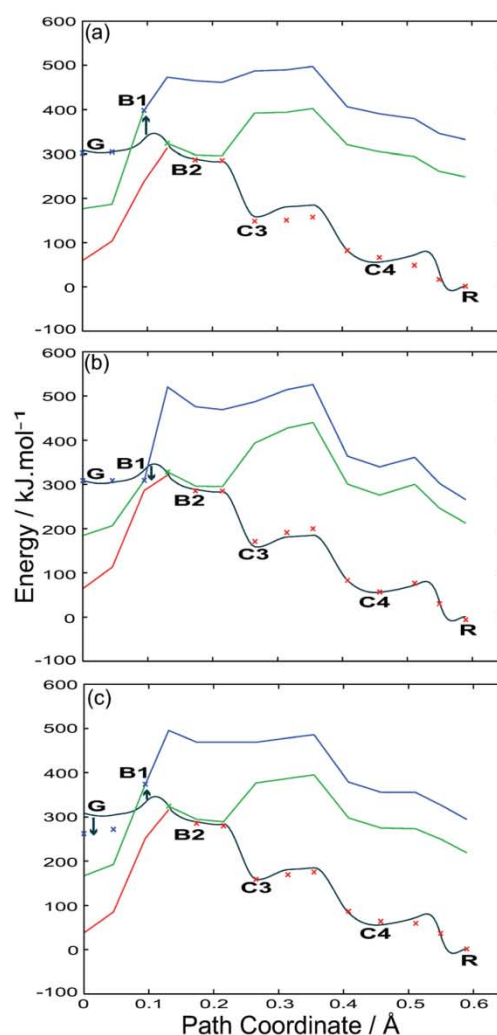 600
(a)
500
B1
400
G
300
B2
200
C3
100
C4
0
R
-100
600
(b)
500
400
B1
G
300
B2
200
C3
100
C4
0
R
-100
600
(c)
500
B1
400
G
300
B2
200
C3
100
C4
0
R
-100
0 0.1 0.2 0.3 0.4 0.5 0.6
Energy / kJ.mol⁻¹
Path Coordinate / Å